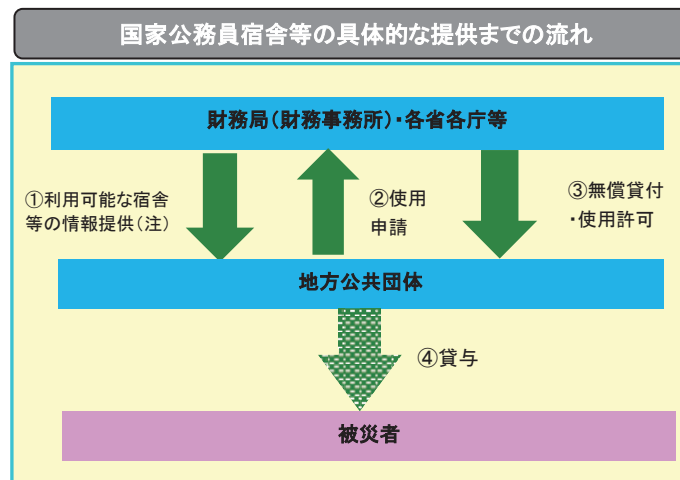 国家公務員宿舎等の具体的な提供までの流れ
財務局(財務事務所)・各省各庁等
①利用可能な宿舎
等の情報提供(注)
②使用
申請
③無償貸付
・使用許可
地方公共団体
④貸与
被災者